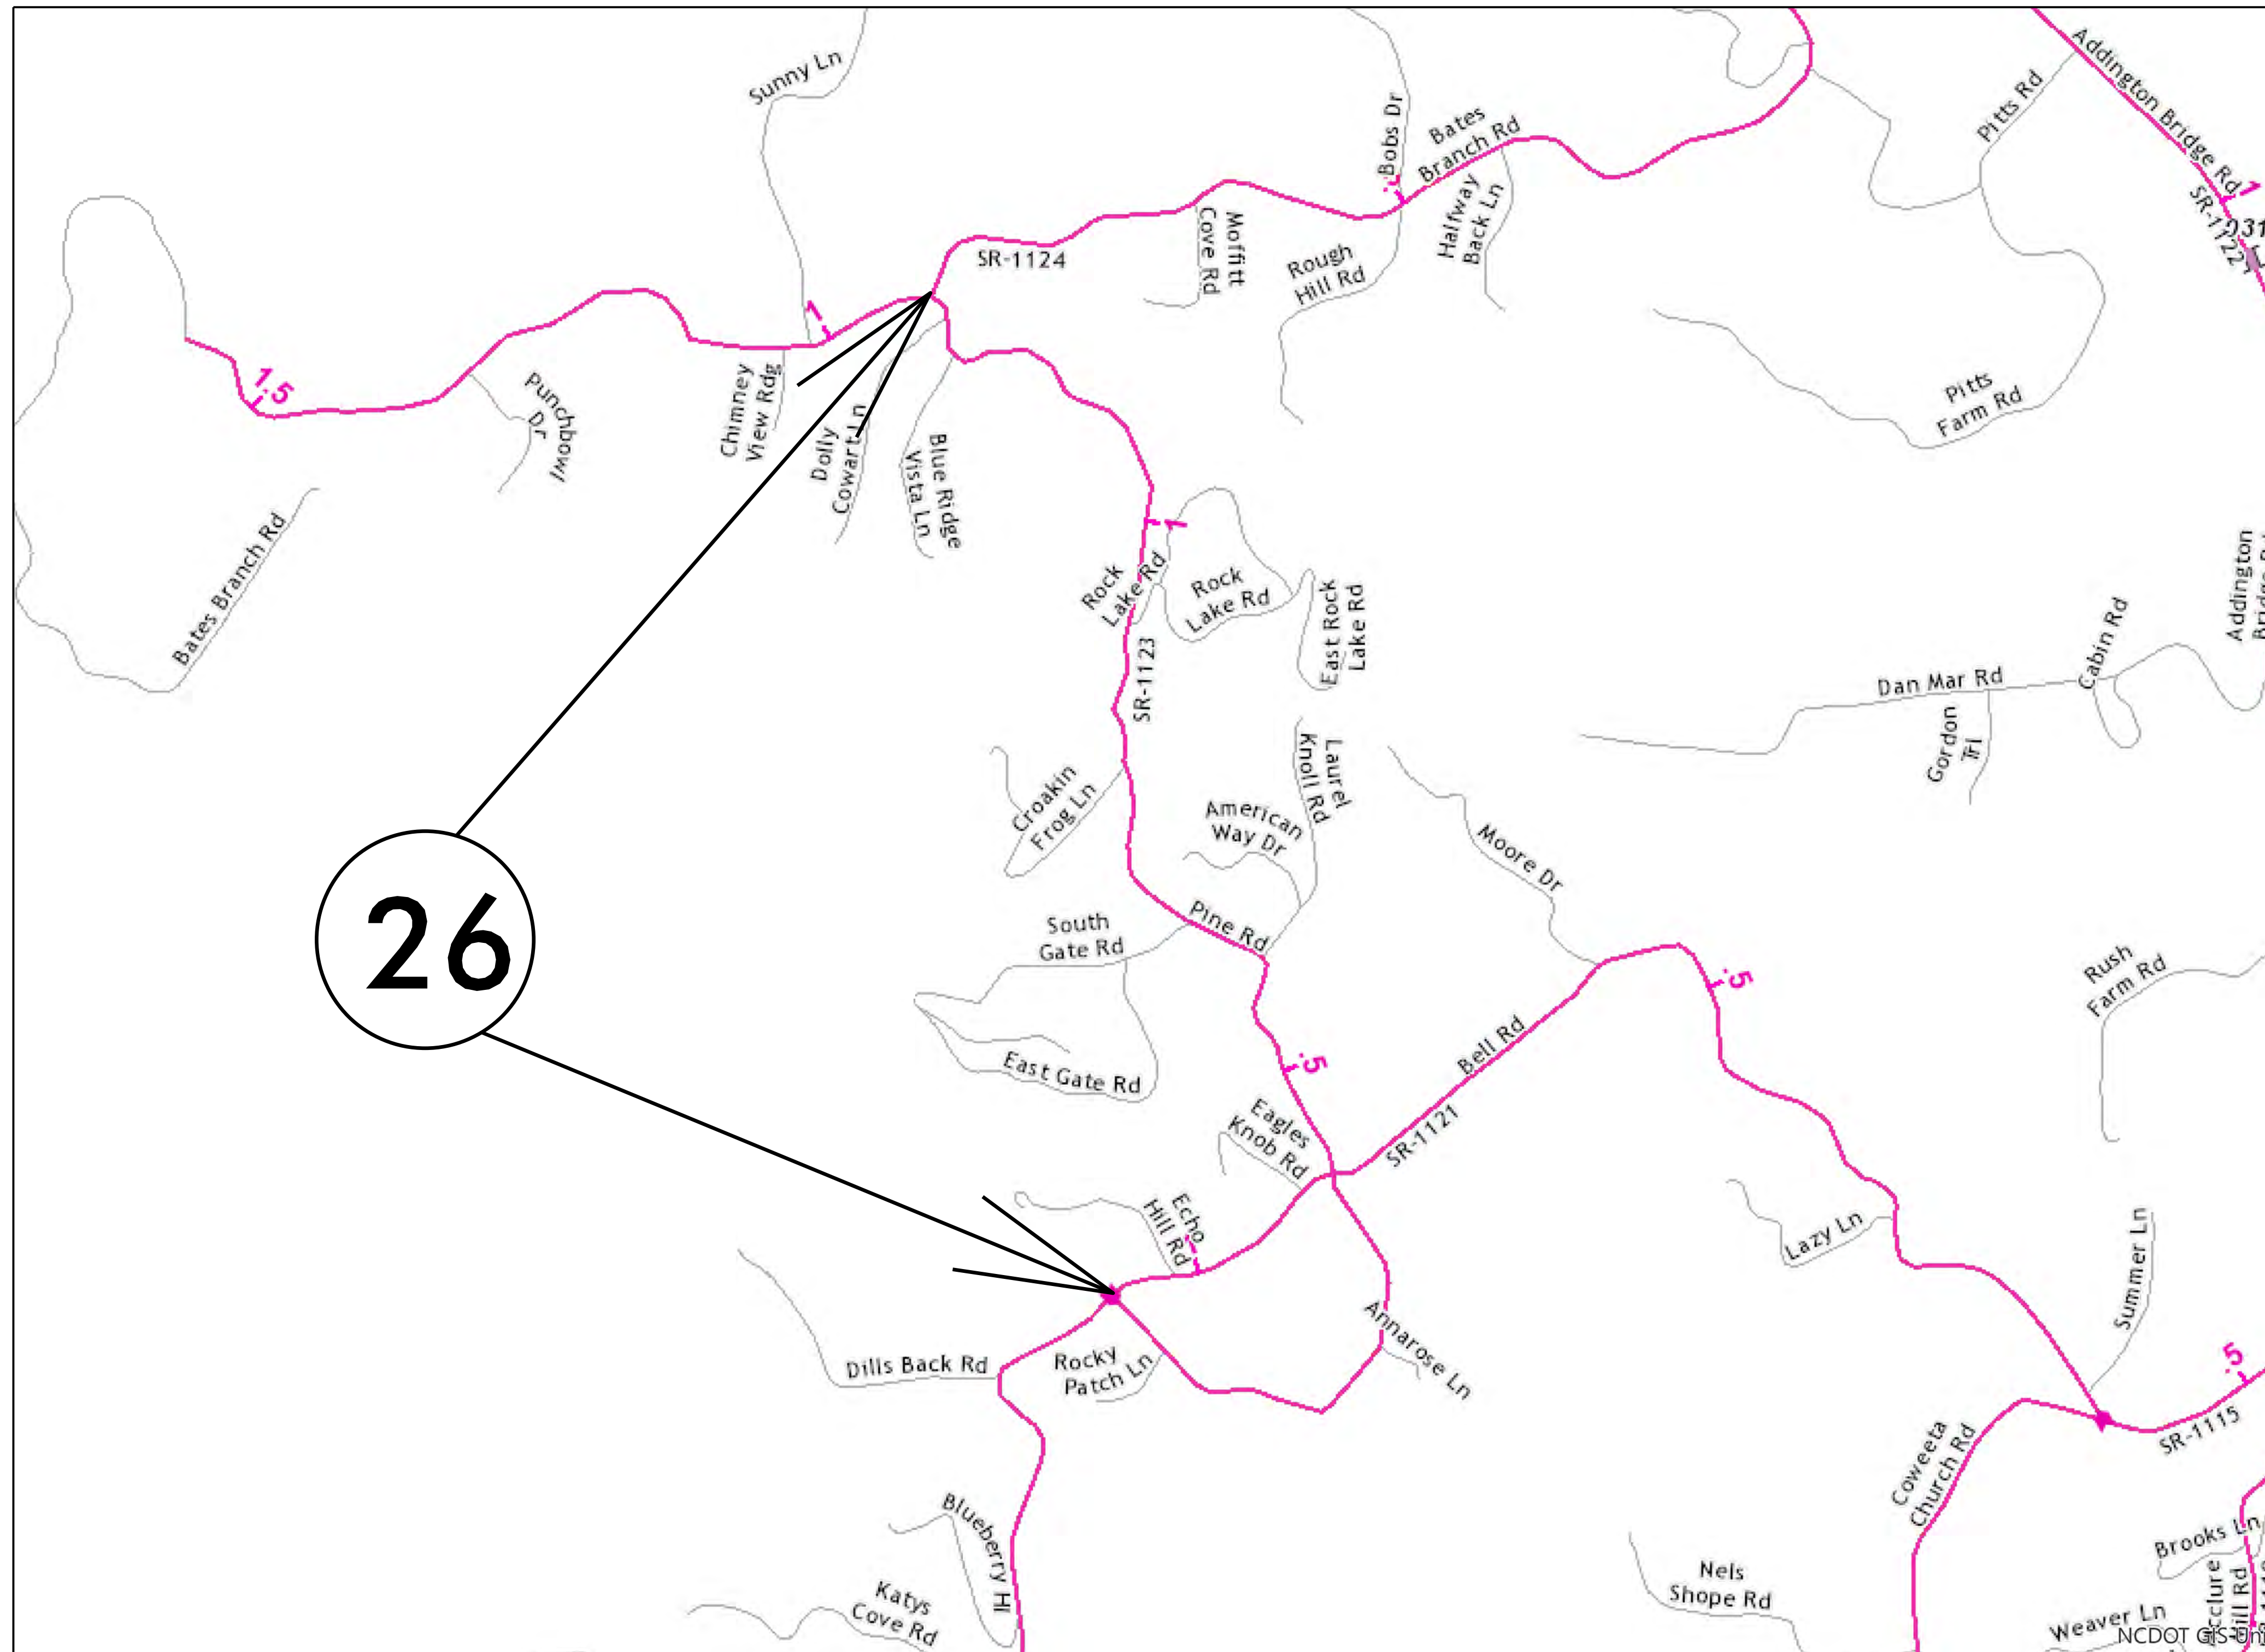 Sunny Ln
Bobs Dr
Bates
Branch Rd
Halfway
Back Ln
Pitts Rd
Addington Bridge Rd
1
SR-1122
931
SR-1124
Moffitt
Cove Rd
Rough
Hill Rd
1
1.5
Punchbowl
Dr
Chimney
View Rdg
Dolly
Cowart Ln
Blue Ridge
Vista Ln
Pitts
Farm Rd
Bates Branch Rd
1
Rock
Lake Rd
Rock
Lake Rd
East Rock
Lake Rd
SR-1123
Addington
Dan Mar Rd
Cabin Rd
Gordon
Trl
Croakin
Frog Ln
American
Way Dr
Laurel
Knoll Rd
Moore Dr
26
South
Gate Rd
Pine Rd
East Gate Rd
.5
.5
Bell Rd
SR-1121
Rush
Farm Rd
Eagles
Knob Rd
Echo
Hill Rd
Lazy Ln
Summer Ln
Dills Back Rd
Rocky
Patch Ln
Annarose Ln
.5
SR-1115
Coweeta
Church Rd
Blueberry Hl
Katys
Cove Rd
Nels
Shope Rd
Brooks Ln
Weaver Ln
NCDOT GIS